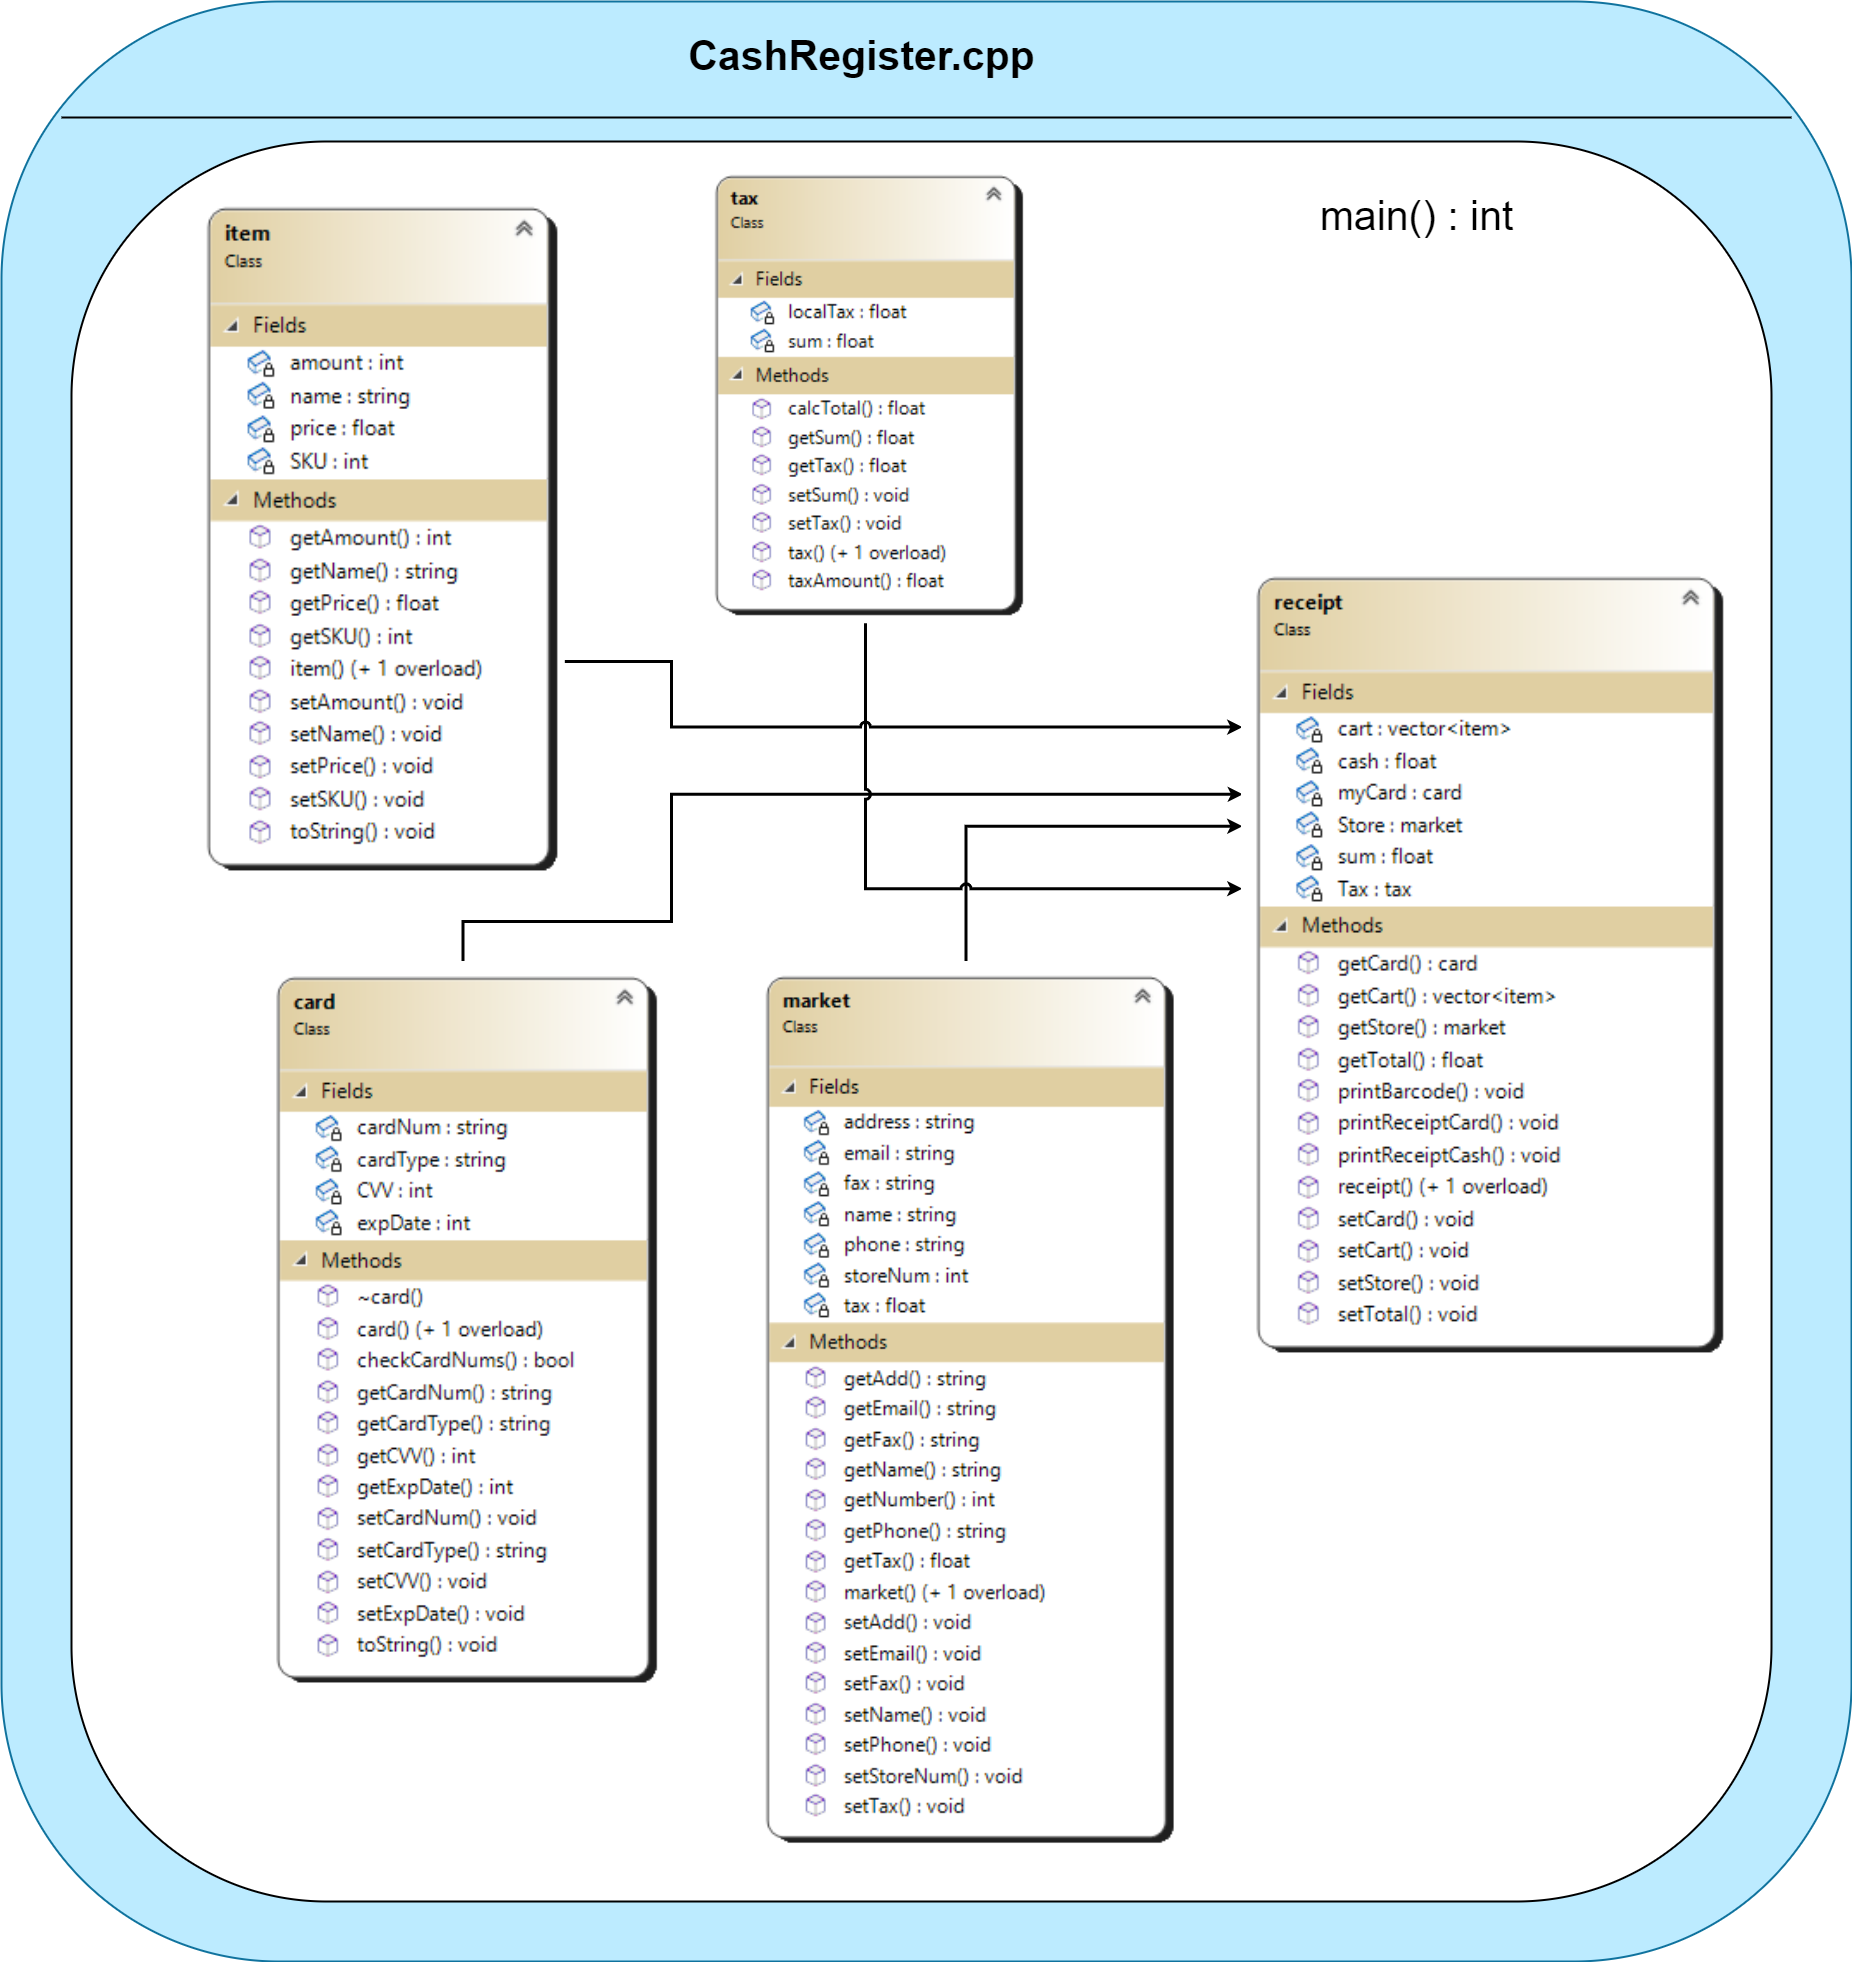 CashRegister.cpp
main() : int
item
Class
Fields
amount : int
name : string
price : float
SKU : int
Methods
getAmount() : int
getName() : string
getPrice() : float
getSKU() : int
item() (+ 1 overload)
setAmount() : void
setName() : void
setPrice() : void
setSKU() : void
toString() : void
tax
Class
Fields
localTax : float
sum : float
Methods
calcTotal() : float
getSum() : float
getTax() : float
setSum() : void
setTax() : void
tax() (+ 1 overload)
taxAmount() : float
receipt
Class
Fields
cart : vector<item>
cash : float
myCard : card
Store : market
sum : float
Tax : tax
Methods
getCard() : card
getCart() : vector<item>
getStore() : market
getTotal() : float
printBarcode() : void
printReceiptCard() : void
printReceiptCash() : void
receipt() (+ 1 overload)
setCard() : void
setCart() : void
setStore() : void
setTotal() : void
card
Class
Fields
cardNum : string
cardType : string
CVV : int
expDate : int
Methods
~card()
card() (+ 1 overload)
checkCardNums() : bool
getCardNum() : string
getCardType() : string
getCVV() : int
getExpDate() : int
setCardNum() : void
setCardType() : string
setCVV() : void
setExpDate() : void
toString() : void
market
Class
Fields
address : string
email : string
fax : string
name : string
phone : string
storeNum : int
tax : float
Methods
getAdd() : string
getEmail() : string
getFax() : string
getName() : string
getNumber() : int
getPhone() : string
getTax() : float
market() (+ 1 overload)
setAdd() : void
setEmail() : void
setFax() : void
setName() : void
setPhone() : void
setStoreNum() : void
setTax() : void